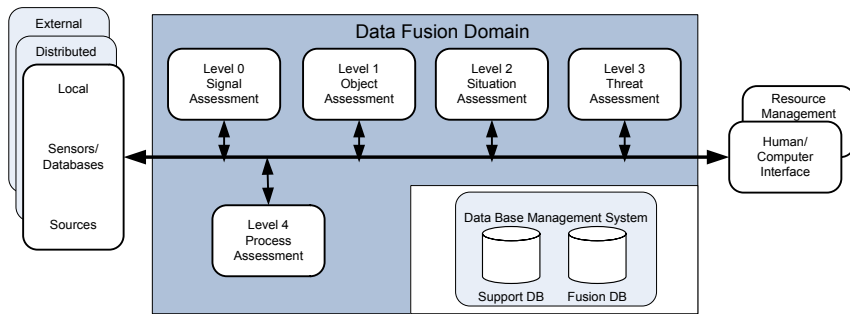 External
Distributed
Local
Sensors/
Databases
Sources
Data Fusion Domain
Level 0
Signal
Assessment
Level 1
Object
Assessment
Level 2
Situation
Assessment
Level 3
Threat
Assessment
Level 4
Process
Assessment
Data Base Management System
Support DB
Fusion DB
Resource
Management
Human/
Computer
Interface